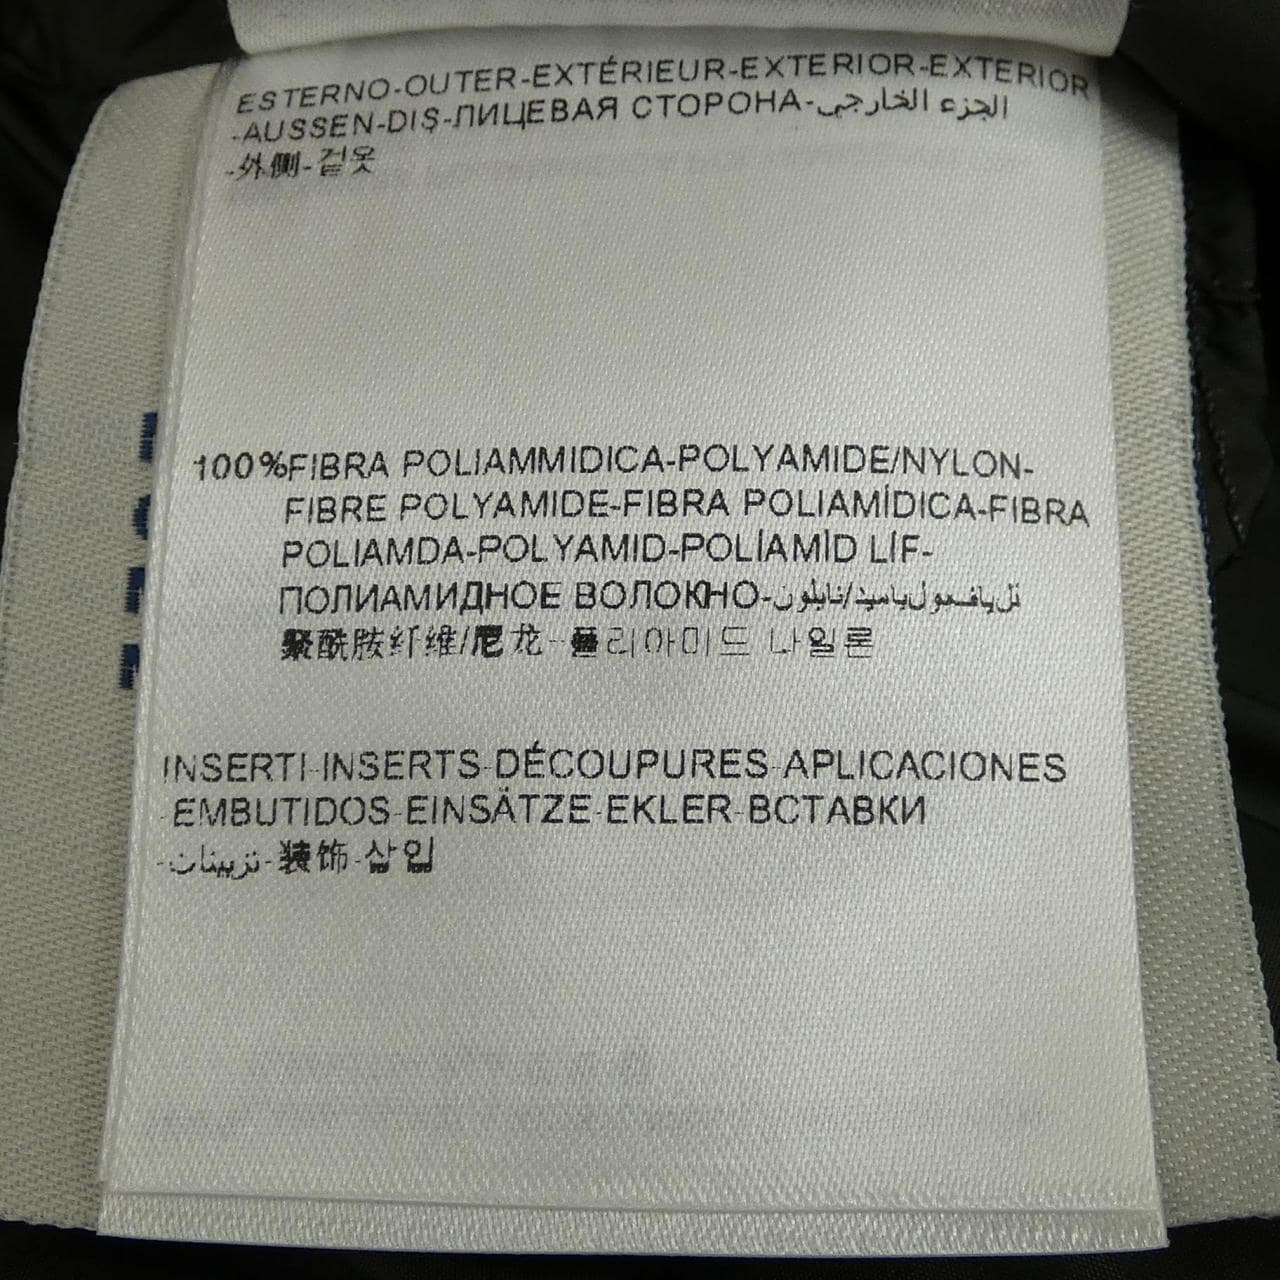 ESTERNO-OUTER-EXTÉRIEUR-EXTERIOR-EXTERIOR
-AUSSEN-DIŞ-ЛИЦЕВАЯ СТОРОНА-الجزء الخارجي
-外側-겉옷
100%FIBRA POLIAMMIDICA-POLYAMIDE/NYLON-
FIBRE POLYAMIDE-FIBRA POLIAMÍDICA-FIBRA
POLIAMDA-POLYAMID-POLİAMİD LİF-
ПОЛИАМИДНОЕ ВОЛОКНО-
聚酰胺纤维/尼龙-폴리아미드 나일론
INSERTI-INSERTS-DÉCOUPURES-APLICACIONES
-EMBUTIDOS-EINSÄTZE-EKLER-ВСТАВКИ
-تزيينات-装饰-삽입